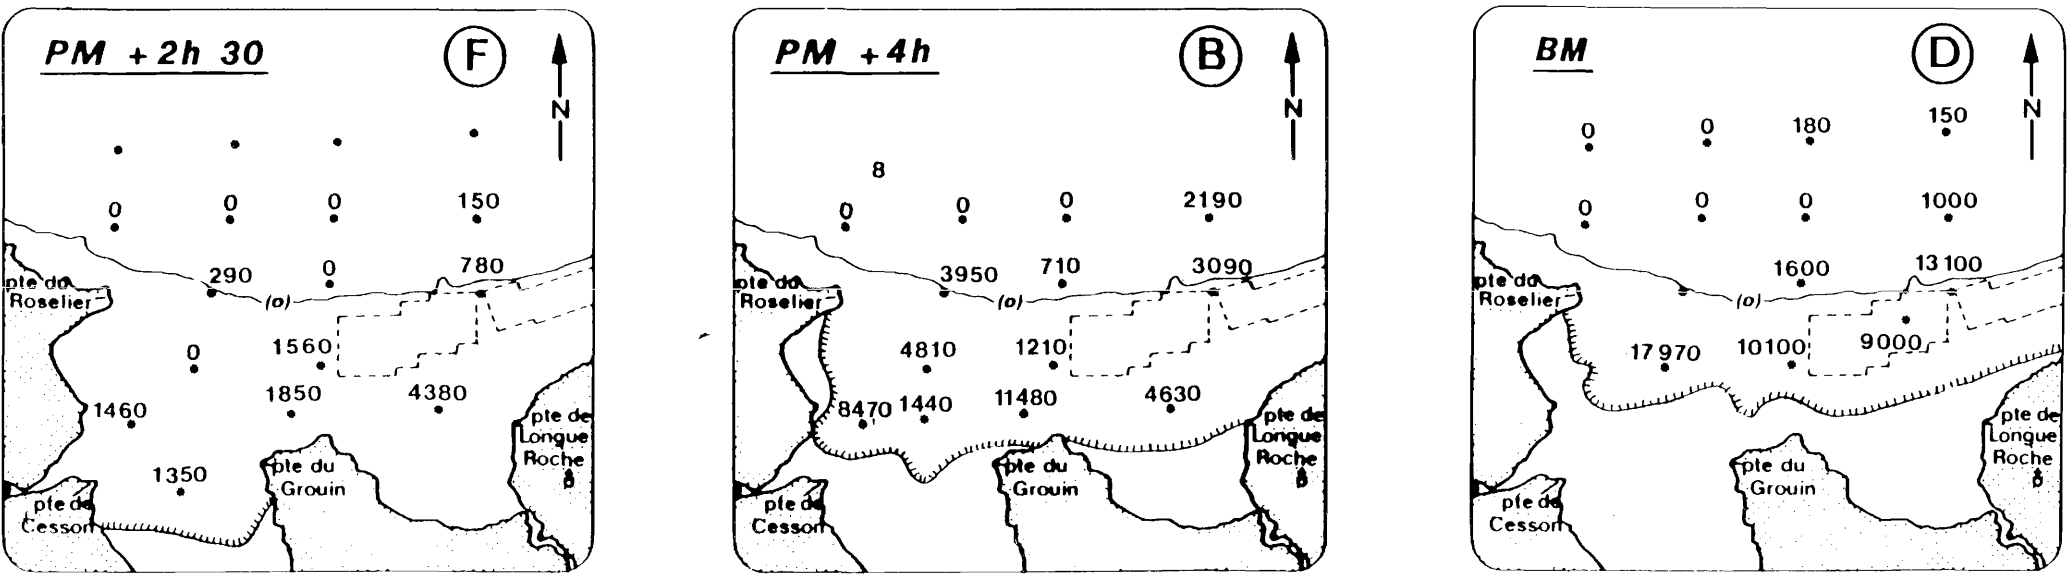 PM + 2h 30
F
N
0
0
0
150
290
0
780
(o)
pte du
Roselier
0
1560
1850
4380
1460
1350
pte de
Longue
Roche
pte du
Grouin
pte de
Cesson
PM + 4h
B
N
8
0
0
0
2190
3950
710
3090
(o)
pte du
Roselier
4810
1210
8470
1440
11480
4630
pte de
Longue
Roche
pte du
Grouin
pte de
Cesson
BM
D
N
0
0
180
150
0
0
0
1000
1600
13100
(o)
pte du
Roselier
17970
10100
9000
pte de
Longue
Roche
pte du
Grouin
pte de
Cesson